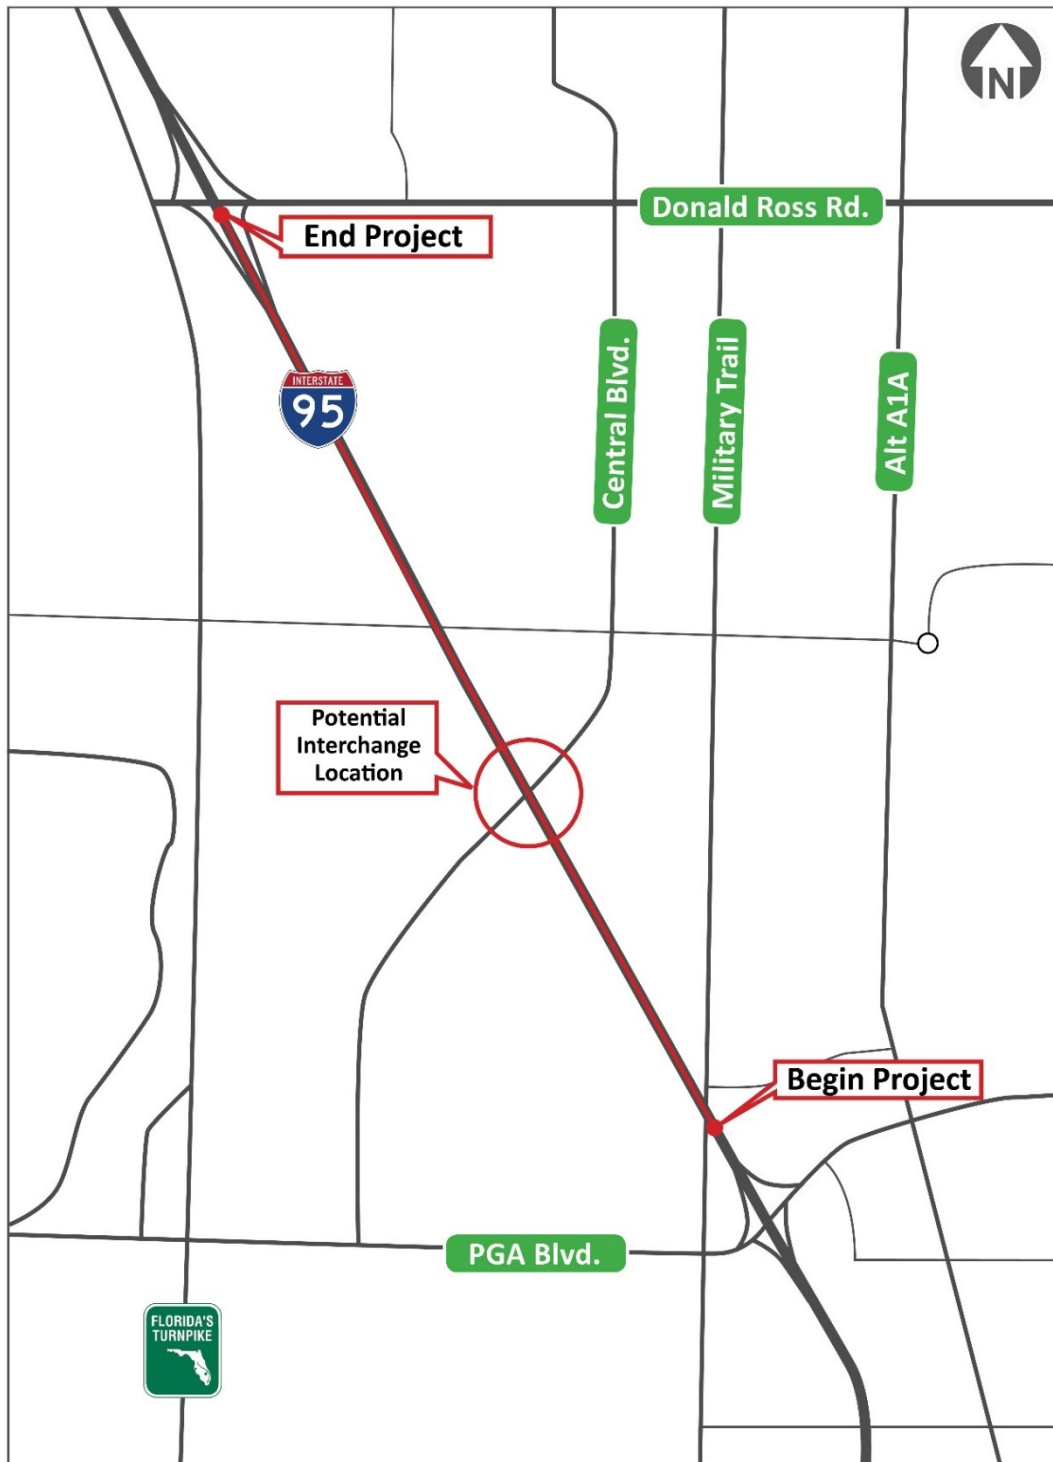 N
Donald Ross Rd.
End Project
INTERSTATE
95
Central Blvd.
Military Trail
Alt A1A
Potential
Interchange
Location
Begin Project
PGA Blvd.
FLORIDA'S
TURNPIKE